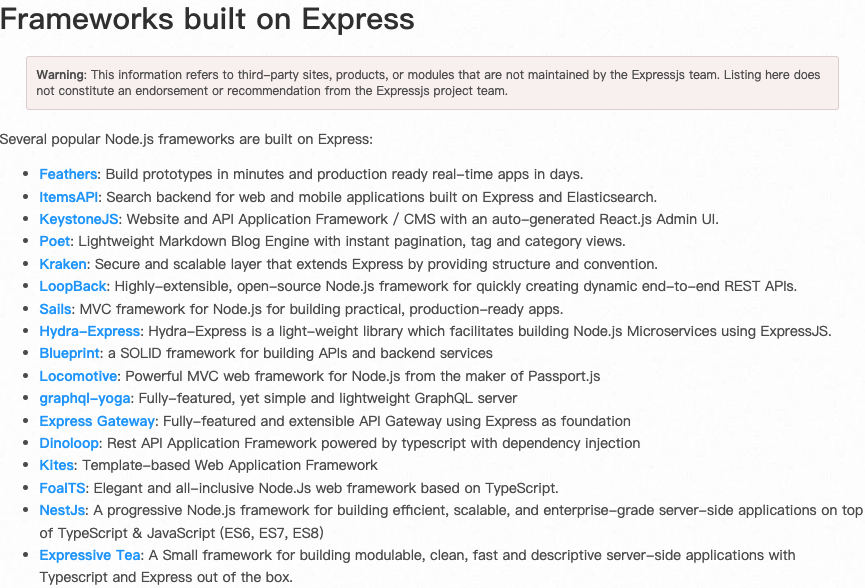 Frameworks built on Express
Warning: This information refers to third-party sites, products, or modules that are not maintained by the Expressjs team. Listing here does
not constitute an endorsement or recommendation from the Expressjs project team.
Several popular Node.js frameworks are built on Express:
• Feathers: Build prototypes in minutes and production ready real-time apps in days.
• ItemsAPI: Search backend for web and mobile applications built on Express and Elasticsearch.
• KeystoneJS: Website and API Application Framework / CMS with an auto-generated React.js Admin UI.
• Poet: Lightweight Markdown Blog Engine with instant pagination, tag and category views.
• Kraken: Secure and scalable layer that extends Express by providing structure and convention.
• LoopBack: Highly-extensible, open-source Node.js framework for quickly creating dynamic end-to-end REST APIs.
• Sails: MVC framework for Node.js for building practical, production-ready apps.
• Hydra-Express: Hydra-Express is a light-weight library which facilitates building Node.js Microservices using ExpressJS.
• Blueprint: a SOLID framework for building APIs and backend services
• Locomotive: Powerful MVC web framework for Node.js from the maker of Passport.js
• graphql-yoga: Fully-featured, yet simple and lightweight GraphQL server
• Express Gateway: Fully-featured and extensible API Gateway using Express as foundation
• Dinoloop: Rest API Application Framework powered by typescript with dependency injection
• Kites: Template-based Web Application Framework
• FoalTS: Elegant and all-inclusive Node.Js web framework based on TypeScript.
• NestJs: A progressive Node.js framework for building efficient, scalable, and enterprise-grade server-side applications on top
of TypeScript & JavaScript (ES6, ES7, ES8)
• Expressive Tea: A Small framework for building modulable, clean, fast and descriptive server-side applications with
Typescript and Express out of the box.